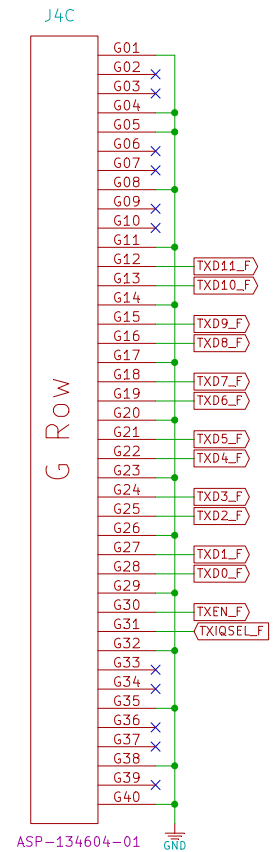 J4C
G01
G02
G03
G04
G05
G06
G07
G08
G09
G10
G11
G12 TXD11_F
G13 TXD10_F
G14
G15 TXD9_F
G16 TXD8_F
G17
G18 TXD7_F
G19 TXD6_F
G20
G21 TXD5_F
G22 TXD4_F
G23
G24 TXD3_F
G25 TXD2_F
G26
G27 TXD1_F
G28 TXD0_F
G29
G30 TXEN_F
G31 TXIQSEL_F
G32
G33
G34
G35
G36
G37
G38
G39
G40
G Row
ASP-134604-01
GND